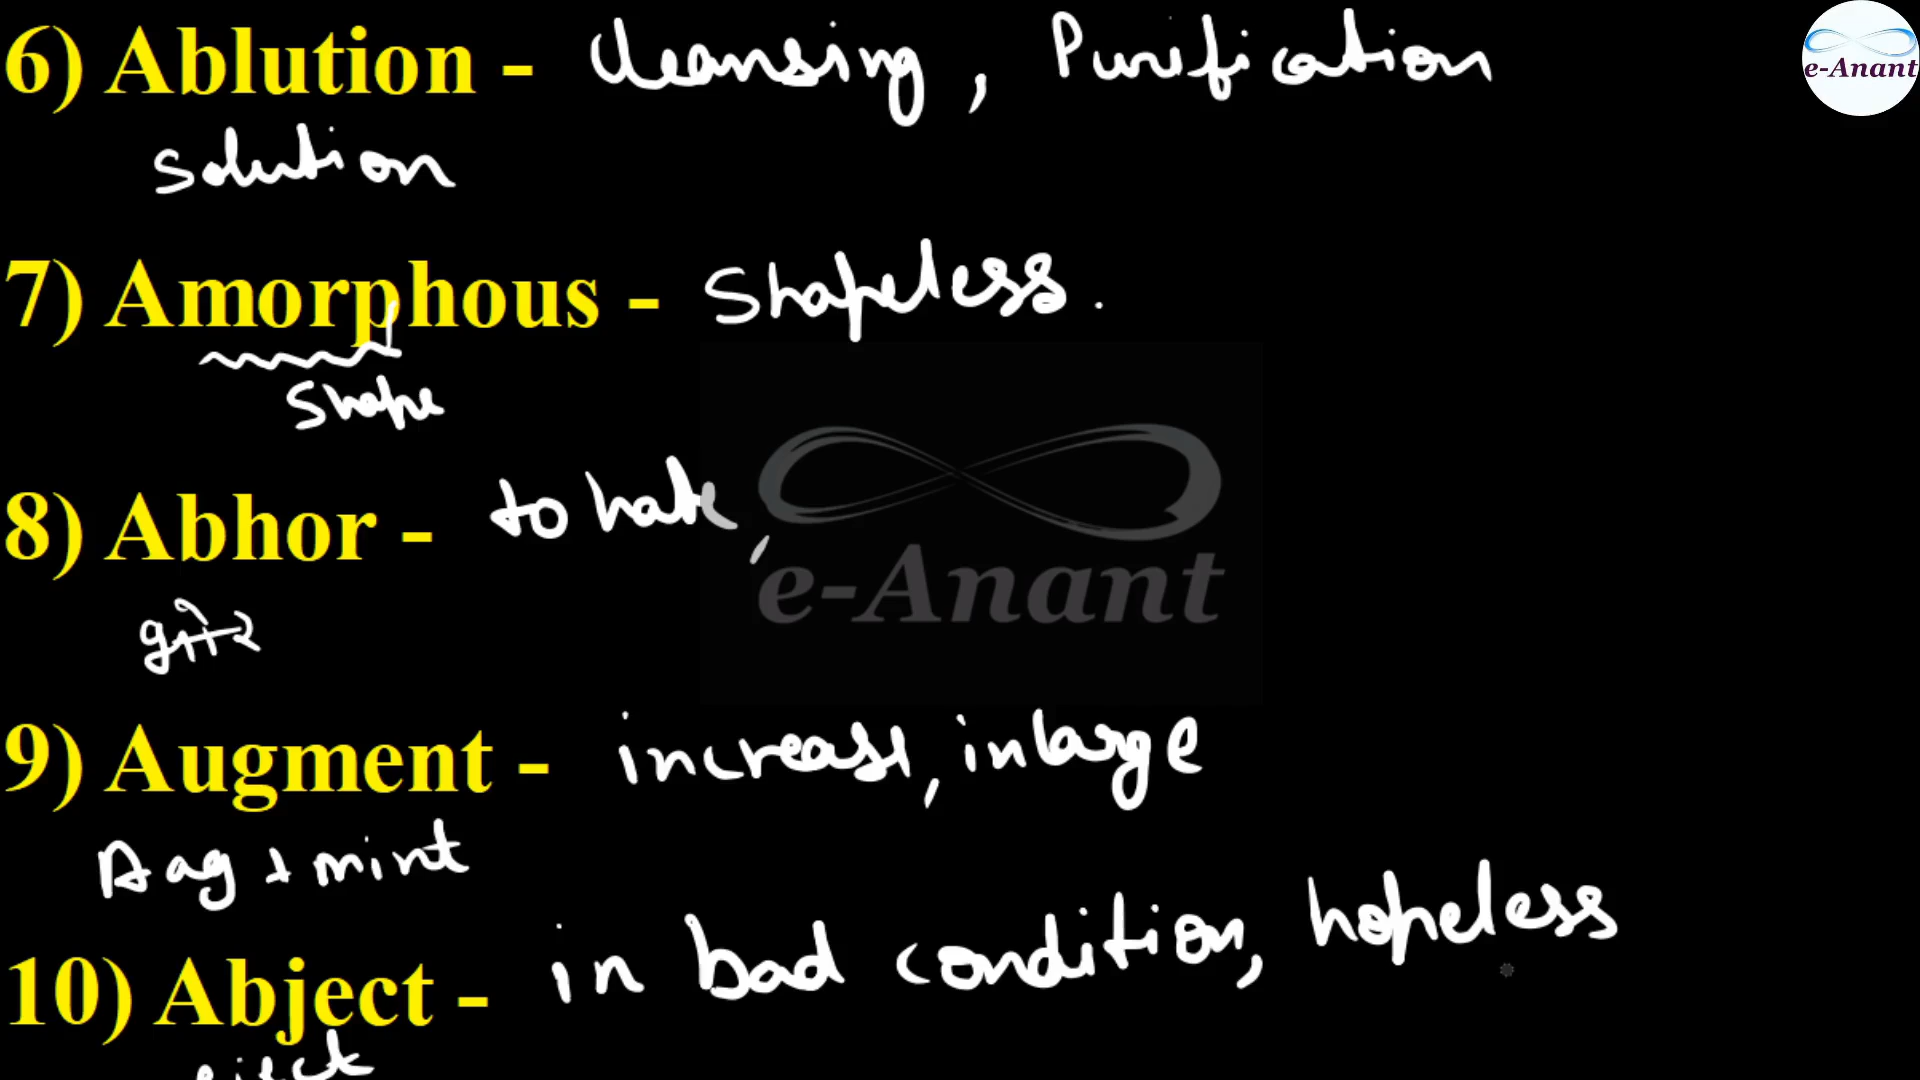 6) Ablution - cleansing, Purification
e-Anant
solution
7) Amorphous - Shapeless.
Shape
8) Abhor - to hate,
e-Anant
9) Augment - increase, inlarge
Aag + mint
10) Abject - in bad condition, hopeless
eject